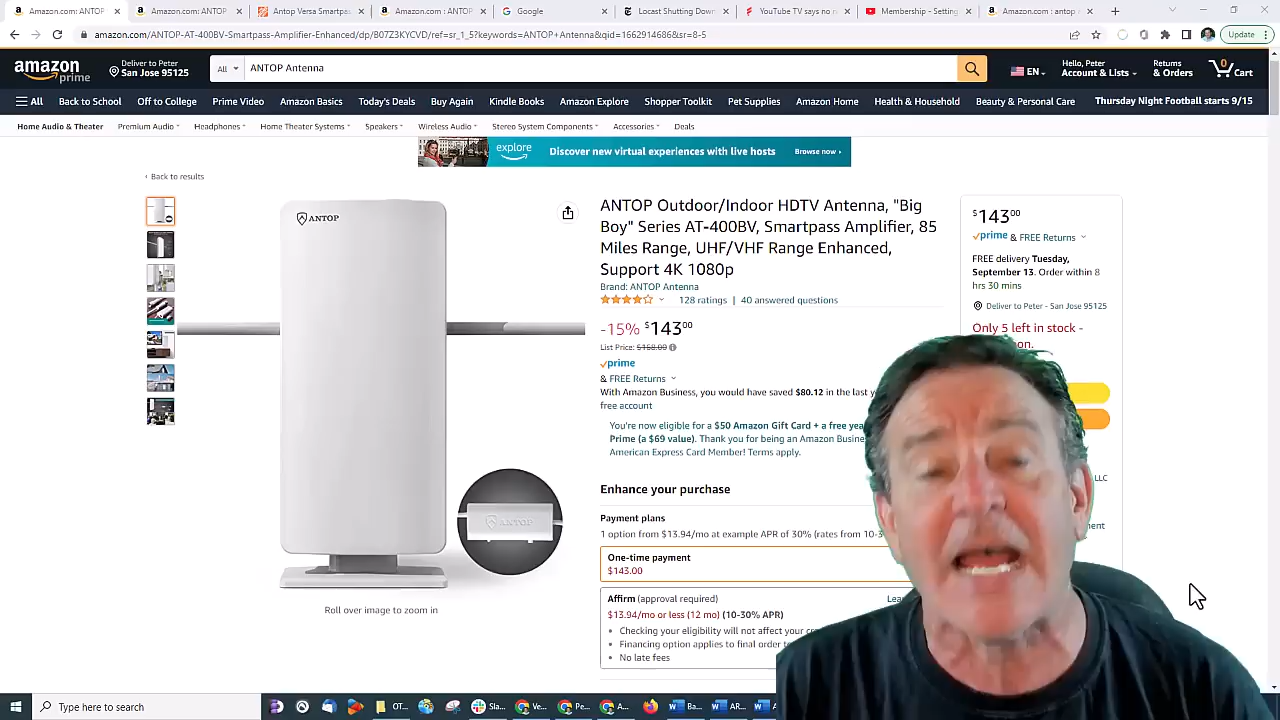 Amazon.com: ANTOP
Amazon.com: ANTOP
Antop Versa Smartpas
Amazon.com : ANTOP
Google
Locast Shutting Down
YouTube TV says no
Membership - Setting
Amazon.com : antop
Update
amazon.com/ANTOP-AT-400BV-Smartpass-Amplifier-Enhanced/dp/B07Z3KYCVD/ref=sr_1_5?keywords=ANTOP+Antenna&qid=1662914686&sr=8-5
amazon prime
Deliver to Peter
San Jose 95125
All
ANTOP Antenna
EN
Hello, Peter
Account & Lists
Returns
& Orders
0
Cart
All
Back to School
Off to College
Prime Video
Amazon Basics
Today's Deals
Buy Again
Kindle Books
Amazon Explore
Shopper Toolkit
Pet Supplies
Amazon Home
Health & Household
Beauty & Personal Care
Thursday Night Football starts 9/15
Home Audio & Theater
Premium Audio
Headphones
Home Theater Systems
Speakers
Wireless Audio
Stereo System Components
Accessories
Deals
explore
Discover new virtual experiences with live hosts
Browse now ›
‹ Back to results
ANTOP
ANTOP
Roll over image to zoom in
ANTOP Outdoor/Indoor HDTV Antenna, "Big
Boy" Series AT-400BV, Smartpass Amplifier, 85
Miles Range, UHF/VHF Range Enhanced,
Support 4K 1080p
Brand: ANTOP Antenna
128 ratings | 40 answered questions
-15% $143.00
List Price: $168.00
prime
& FREE Returns
With Amazon Business, you would have saved $80.12 in the last
free account
You're now eligible for a $50 Amazon Gift Card + a free year
Prime (a $69 value). Thank you for being an Amazon Business
American Express Card Member! Terms apply.
Enhance your purchase
Payment plans
1 option from $13.94/mo at example APR of 30% (rates from 10-3
One-time payment
$143.00
Affirm (approval required)
$13.94/mo or less (12 mo) (10-30% APR)
• Checking your eligibility will not affect your
• Financing option applies to final order
• No late fees
$143.00
prime & FREE Returns
FREE delivery Tuesday,
September 13. Order within 8
hrs 30 mins
Deliver to Peter - San Jose 95125
Only 5 left in stock -
on.
LLC
Type here to search